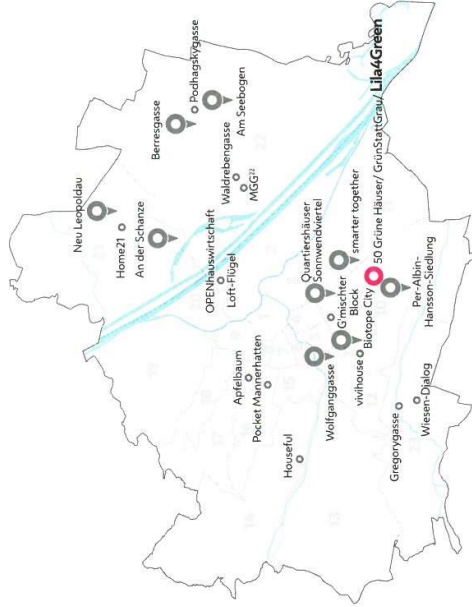 Neu Leopoldau
Home21
An der Schanze
Berresgasse
Podhagskygasse
Am Seebogen
OPENhauswirtschaft
Loft-Flügel
Waldrebengasse
MGG²²
Apfelbaum
Pocket Mannerhatten
Houseful
Quartiershäuser
Sonnwendviertel
Wolfganggasse
G'mischter
Block
smarter together
vivihouse
Biotope City
50 Grüne Häuser/ GrünStattGrau/ Lila4Green
Gregorygasse
Per-Albin-
Hansson-Siedlung
Wiesen-Dialog